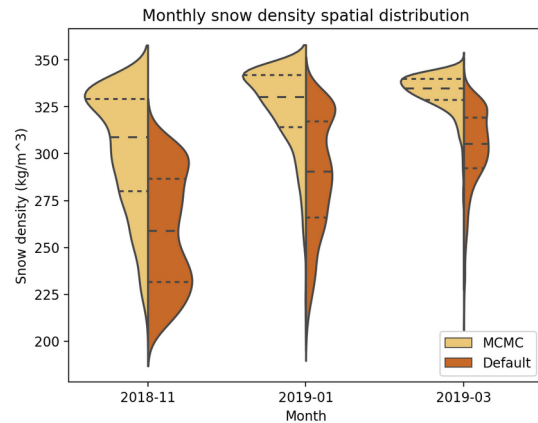 Monthly snow density spatial distribution
Snow density (kg/m^3)
350
325
300
275
250
225
200
MCMC
Default
2018-11
2019-01
2019-03
Month